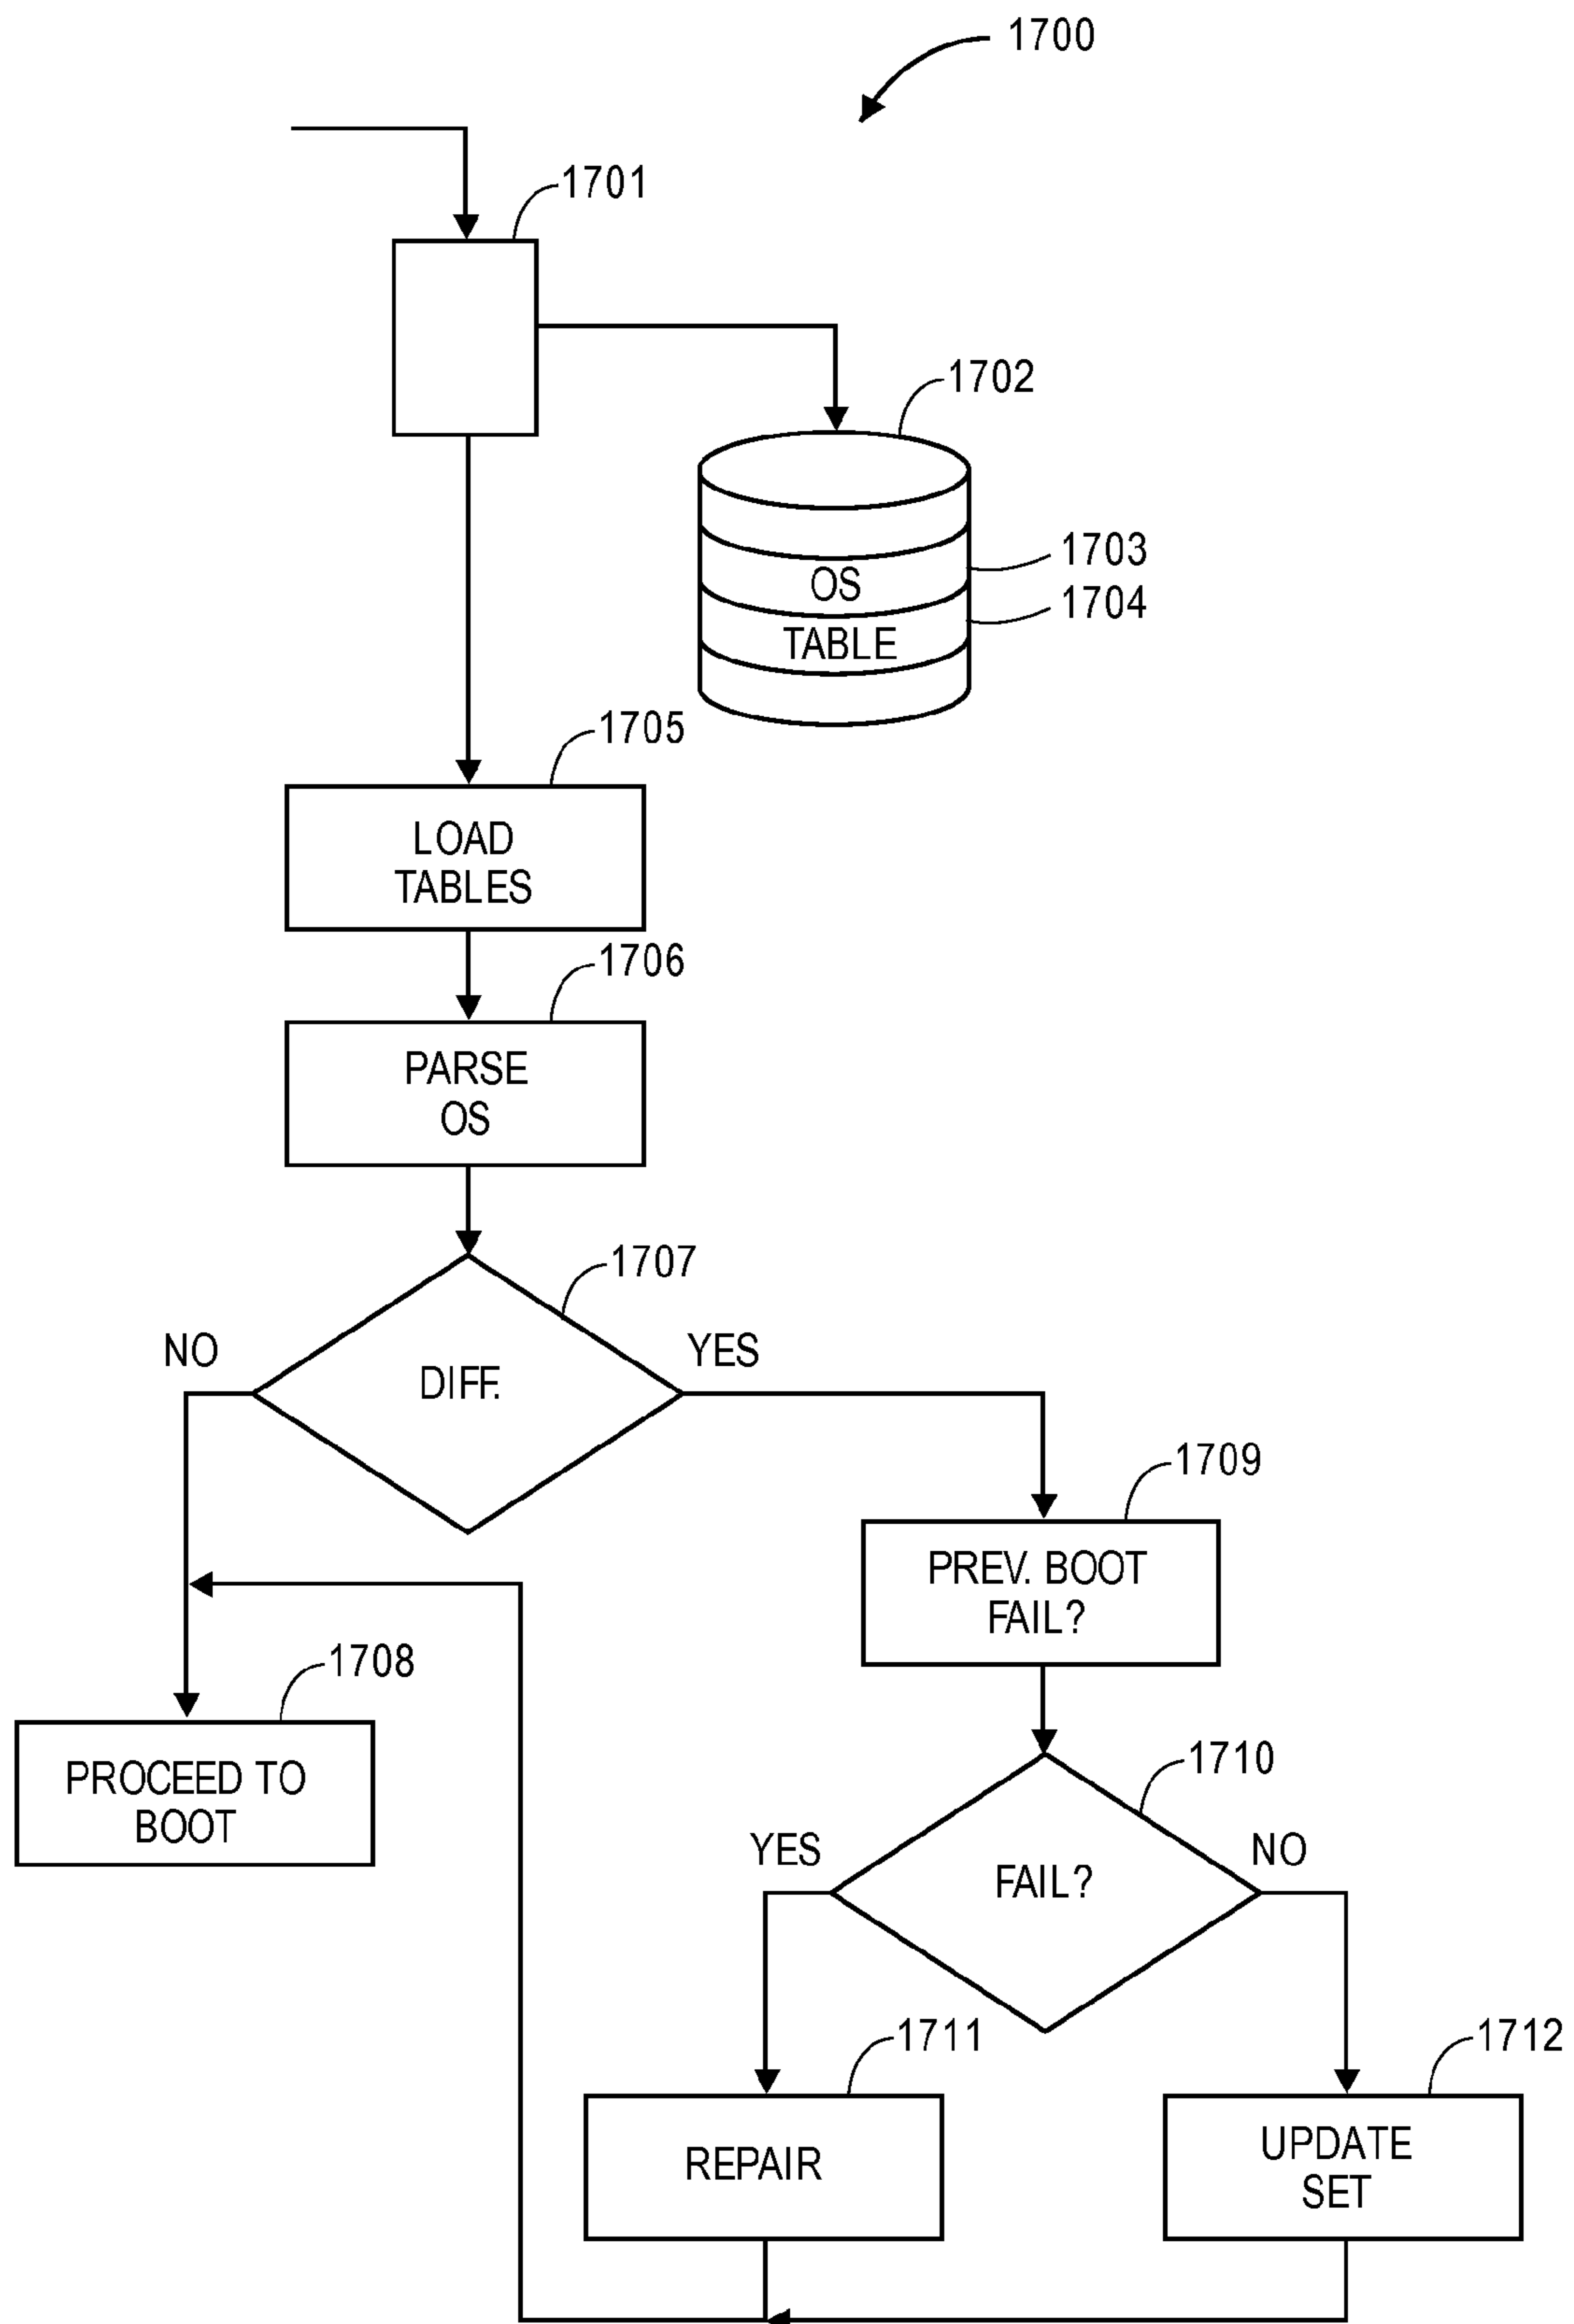 1700
1701
1702
1703
OS
1704
TABLE
1705
LOAD
TABLES
1706
PARSE
OS
1707
NO
YES
DIFF.
1709
PREV. BOOT
FAIL?
1708
PROCEED TO
BOOT
1710
YES
NO
FAIL?
1711
1712
REPAIR
UPDATE
SET